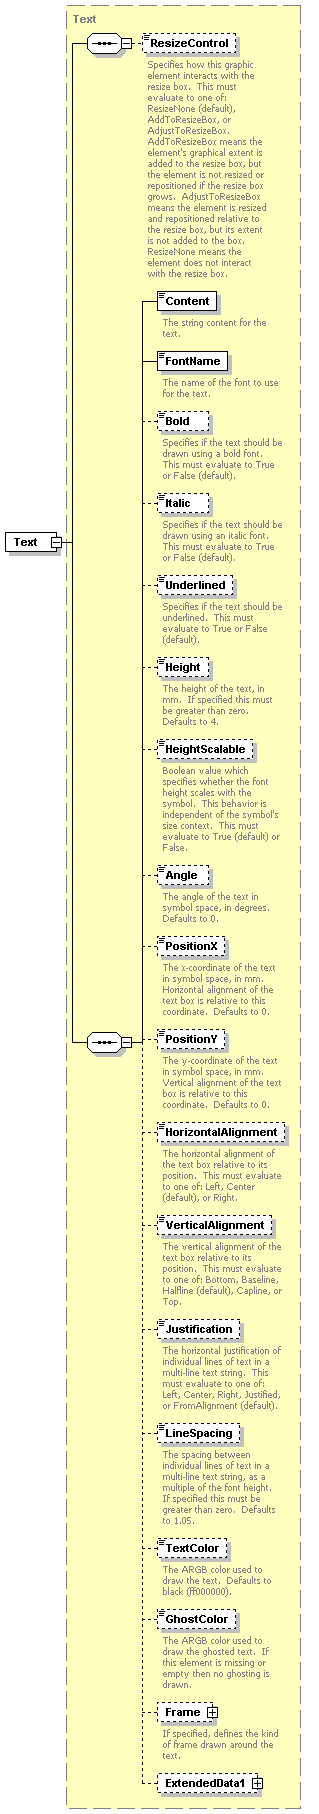 Text
ResizeControl
Specifies how this graphic
element interacts with the
resize box.  This must
evaluate to one of:
ResizeNone (default),
AddToResizeBox, or
AdjustToResizeBox.
AddToResizeBox means the
element's graphical extent is
added to the resize box, but
the element is not resized or
repositioned if the resize box
grows.  AdjustToResizeBox
means the element is resized
and repositioned relative to
the resize box, but its extent
is not added to the box.
ResizeNone means the
element does not interact
with the resize box.
Content
The string content for the
text.
FontName
The name of the font to use
for the text.
Bold
Specifies if the text should be
drawn using a bold font.
This must evaluate to True
or False (default).
Italic
Specifies if the text should be
drawn using an italic font.
This must evaluate to True
or False (default).
Text
Underlined
Specifies if the text should be
underlined.  This must
evaluate to True or False
(default).
Height
The height of the text, in
mm.  If specified this must
be greater than zero.
Defaults to 4.
HeightScalable
Boolean value which
specifies whether the font
height scales with the
symbol.  This behavior is
independent of the symbol's
size context.  This must
evaluate to True (default) or
False.
Angle
The angle of the text in
symbol space, in degrees.
Defaults to 0.
PositionX
The x-coordinate of the text
in symbol space, in mm.
Horizontal alignment of the
text box is relative to this
coordinate.  Defaults to 0.
PositionY
The y-coordinate of the text
in symbol space, in mm.
Vertical alignment of the text
box is relative to this
coordinate.  Defaults to 0.
HorizontalAlignment
The horizontal alignment of
the text box relative to its
position.  This must evaluate
to one of: Left, Center
(default), or Right.
VerticalAlignment
The vertical alignment of the
text box relative to its
position.  This must evaluate
to one of: Bottom, Baseline,
Halfline (default), Capline, or
Top.
Justification
The horizontal justification of
individual lines of text in a
multi-line text string.  This
must evaluate to one of:
Left, Center, Right, Justified,
or FromAlignment (default).
LineSpacing
The spacing between
individual lines of text in a
multi-line text string, as a
multiple of the font height.
If specified this must be
greater than zero.  Defaults
to 1.05.
TextColor
The ARGB color used to
draw the text.  Defaults to
black (ff000000).
GhostColor
The ARGB color used to
draw the ghosted text.  If
this element is missing or
empty then no ghosting is
drawn.
Frame
If specified, defines the kind
of frame drawn around the
text.
ExtendedData1